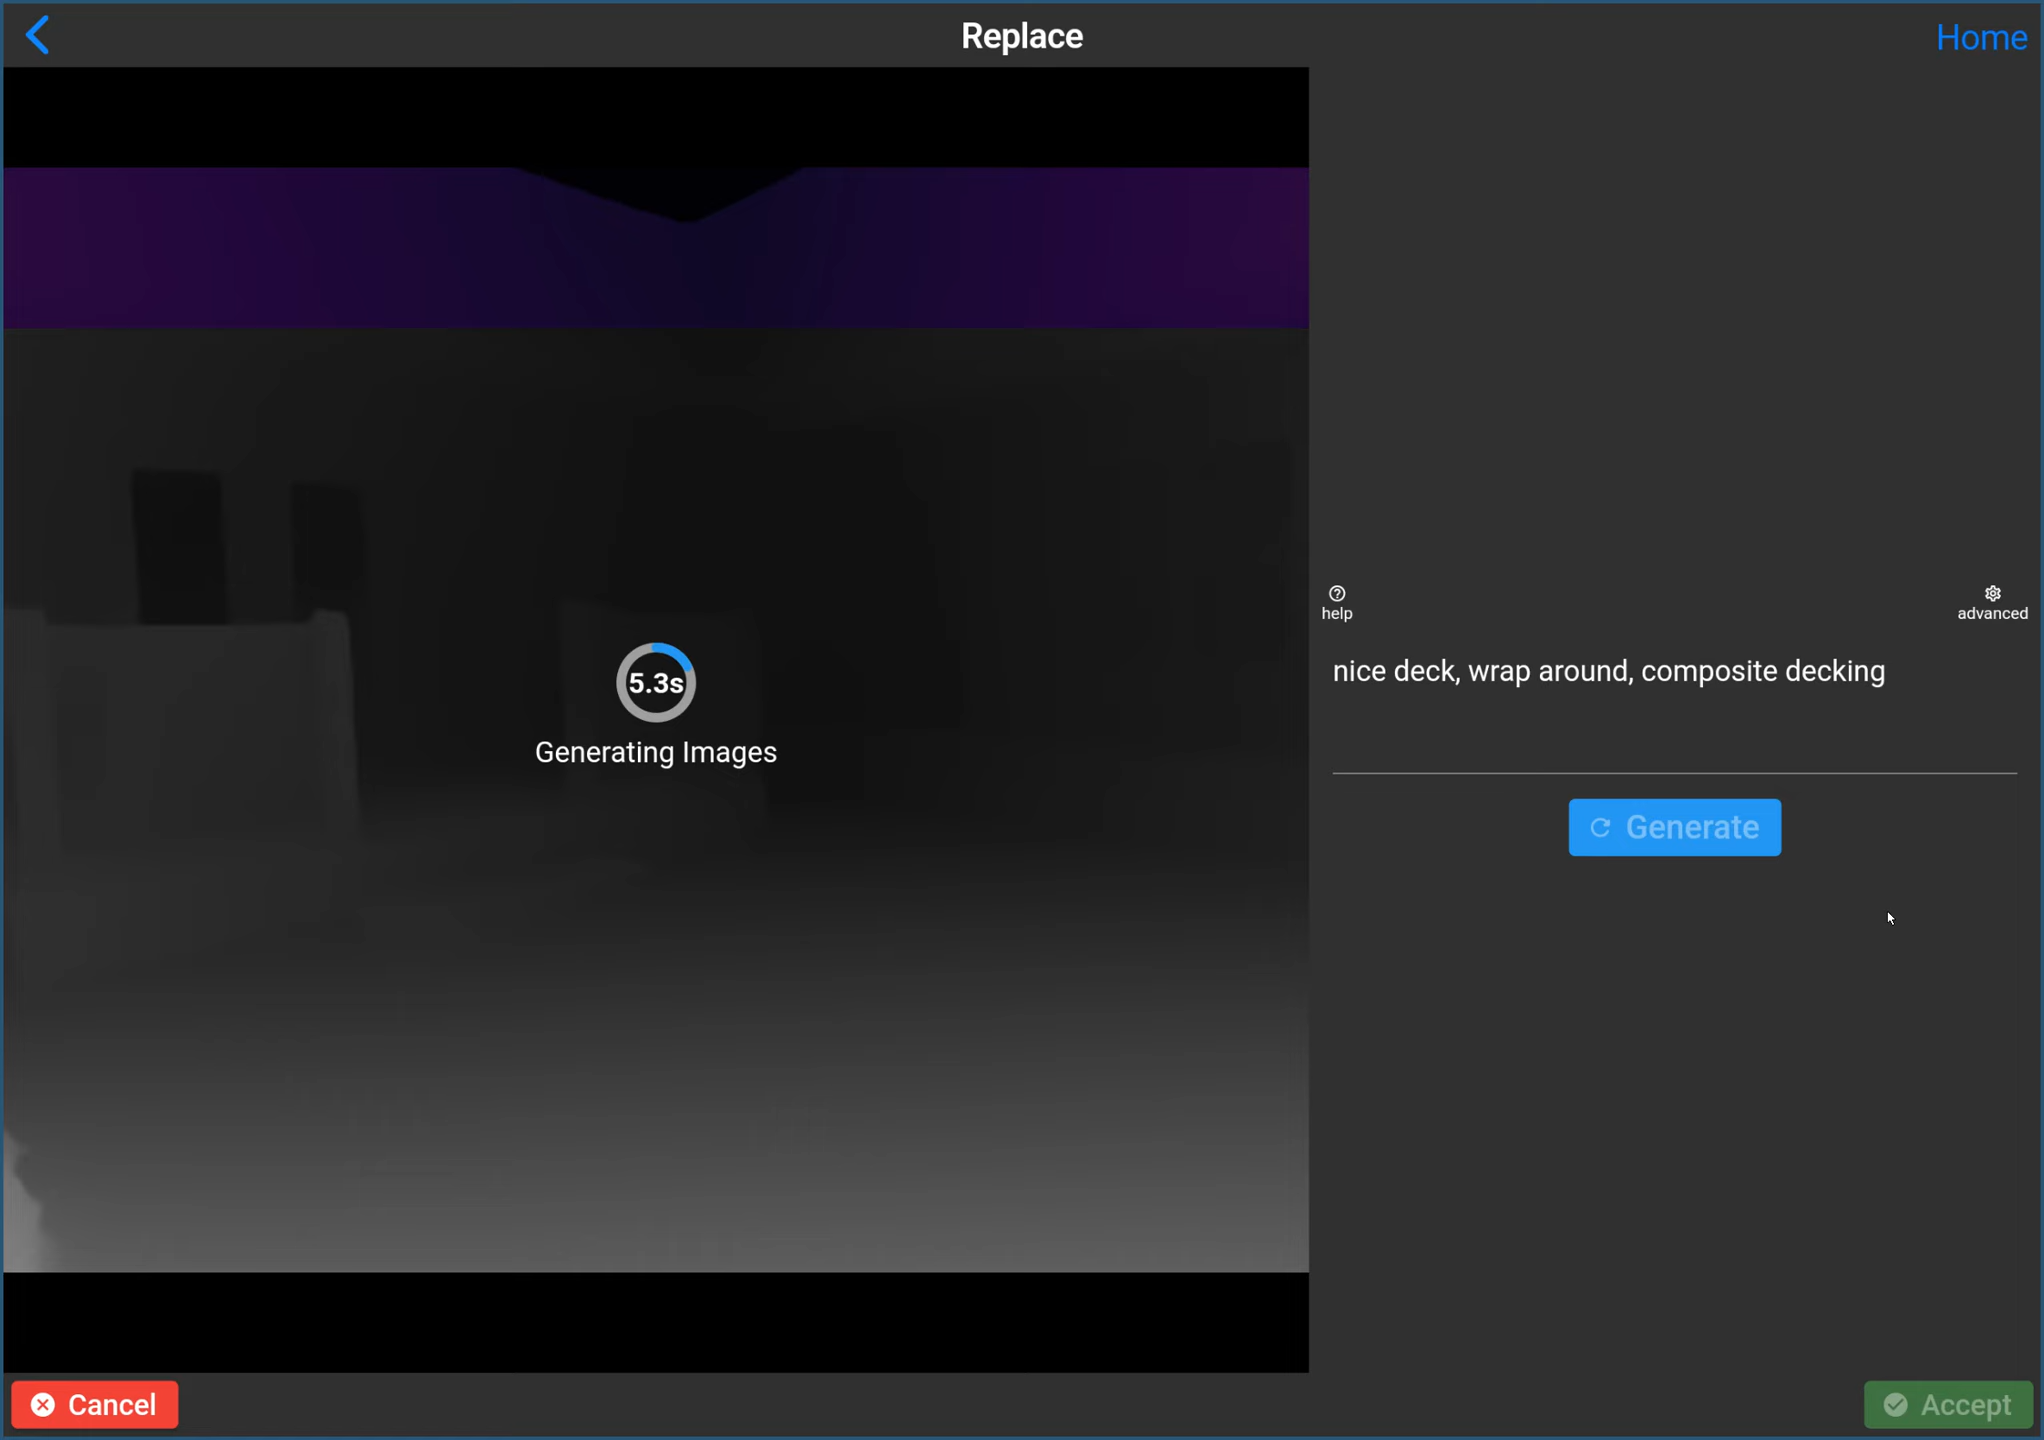 Replace
Home
5.3s
Generating Images
help
advanced
nice deck, wrap around, composite decking
Generate
Cancel
Accept